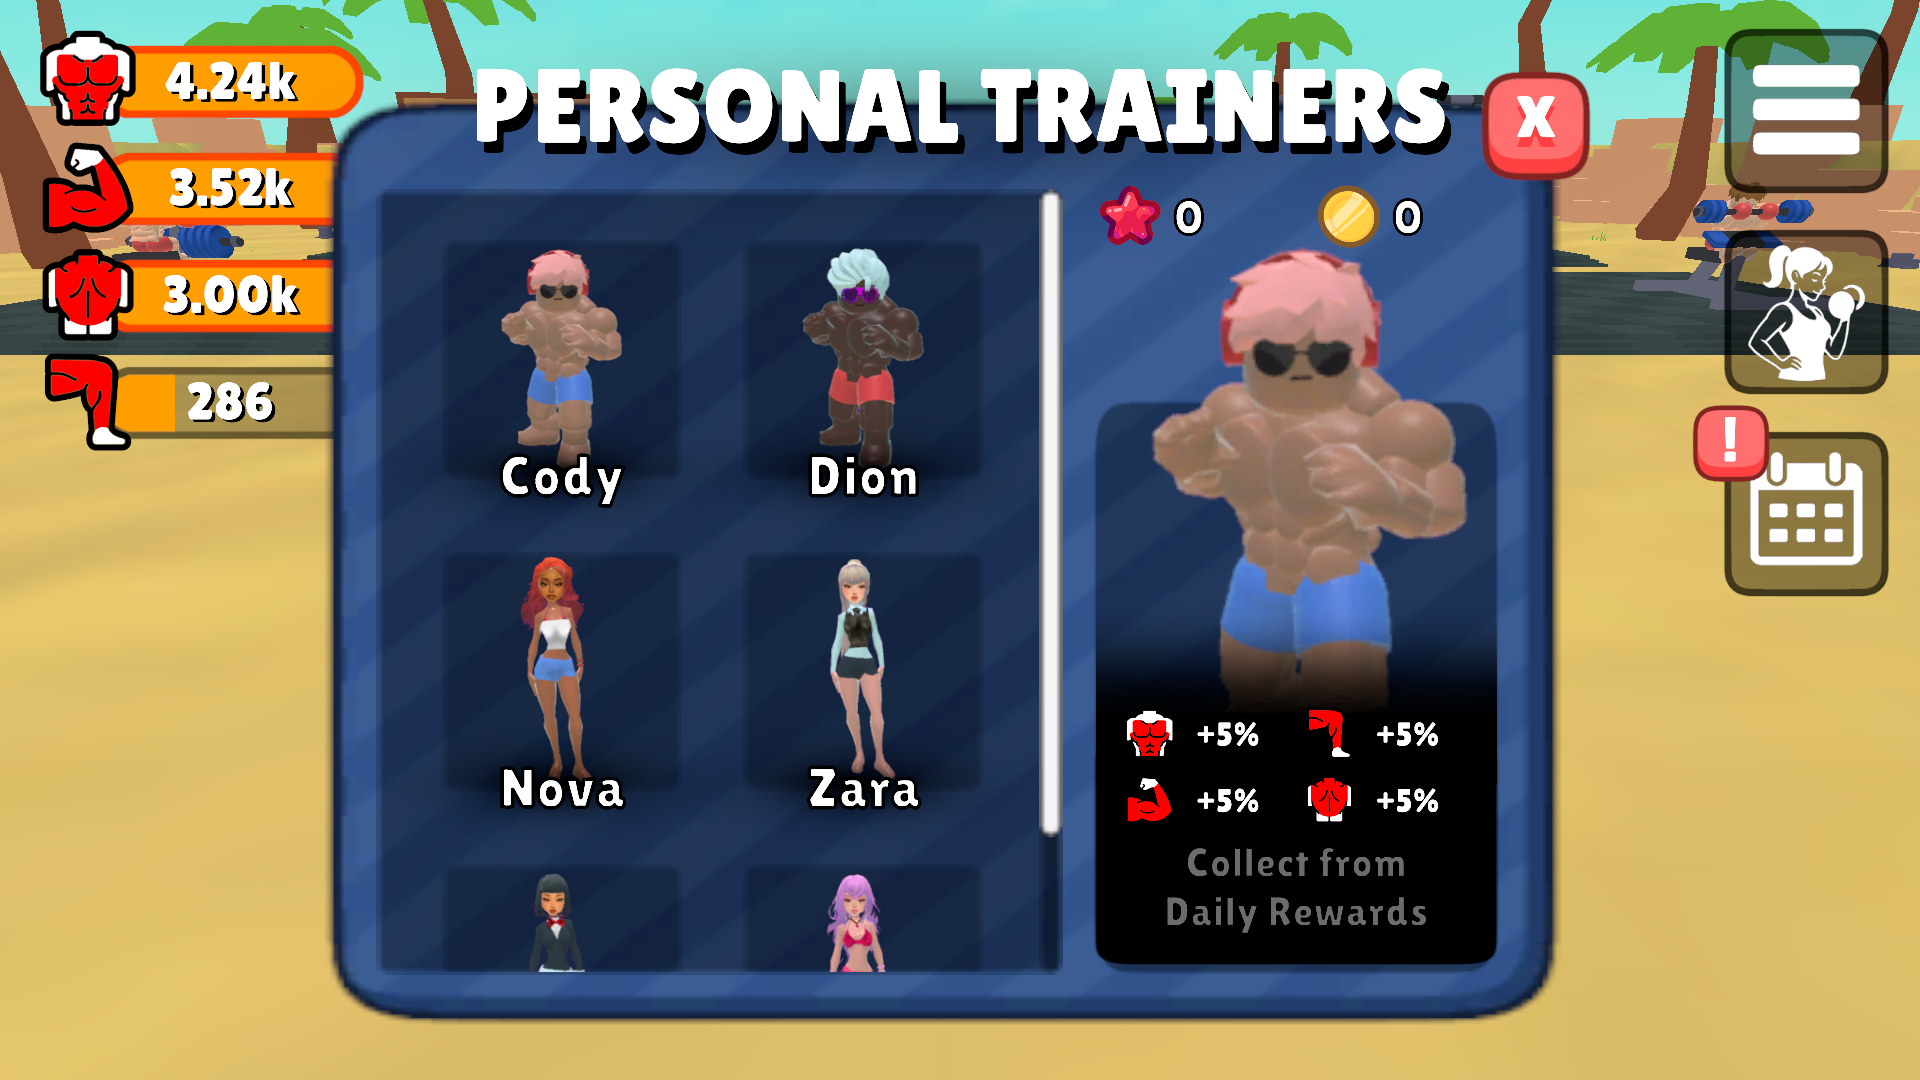 PERSONAL TRAINERS
X
4.24k
3.52k
3.00k
286
0
0
Cody
Dion
Nova
Zara
+5%
+5%
+5%
+5%
Collect from
Daily Rewards
!